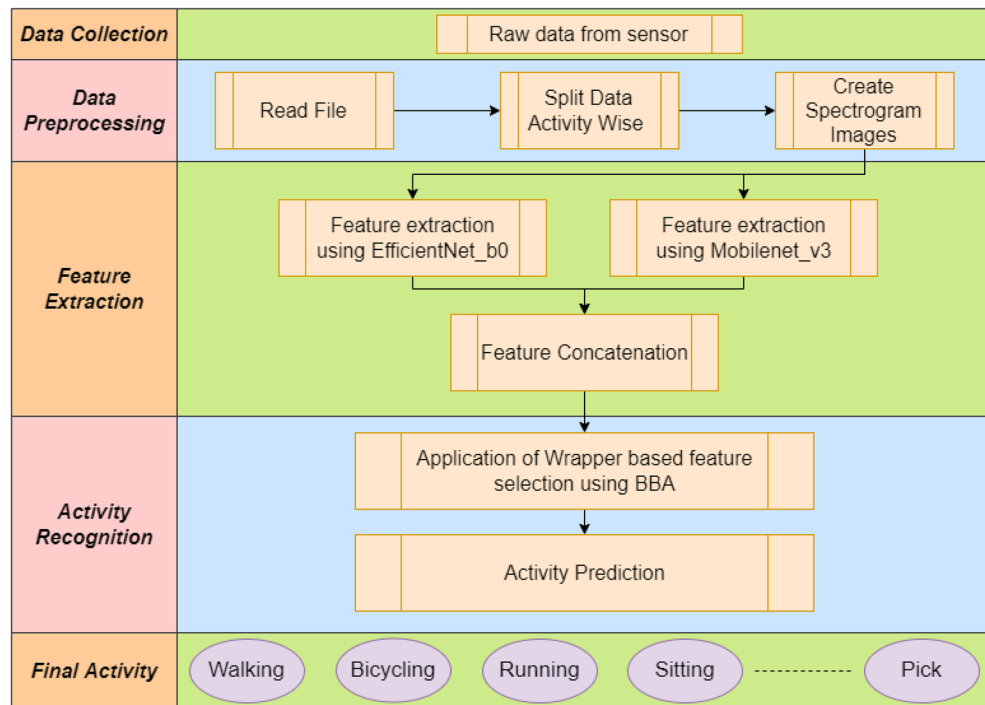 Data Collection
Raw data from sensor
Data
Preprocessing
Read File
Split Data
Activity Wise
Create
Spectrogram
Images
Feature
Extraction
Feature extraction
using EfficientNet_b0
Feature extraction
using Mobilenet_v3
Feature Concatenation
Activity
Recognition
Application of Wrapper based feature
selection using BBA
Activity Prediction
Final Activity
Walking
Bicycling
Running
Sitting
Pick